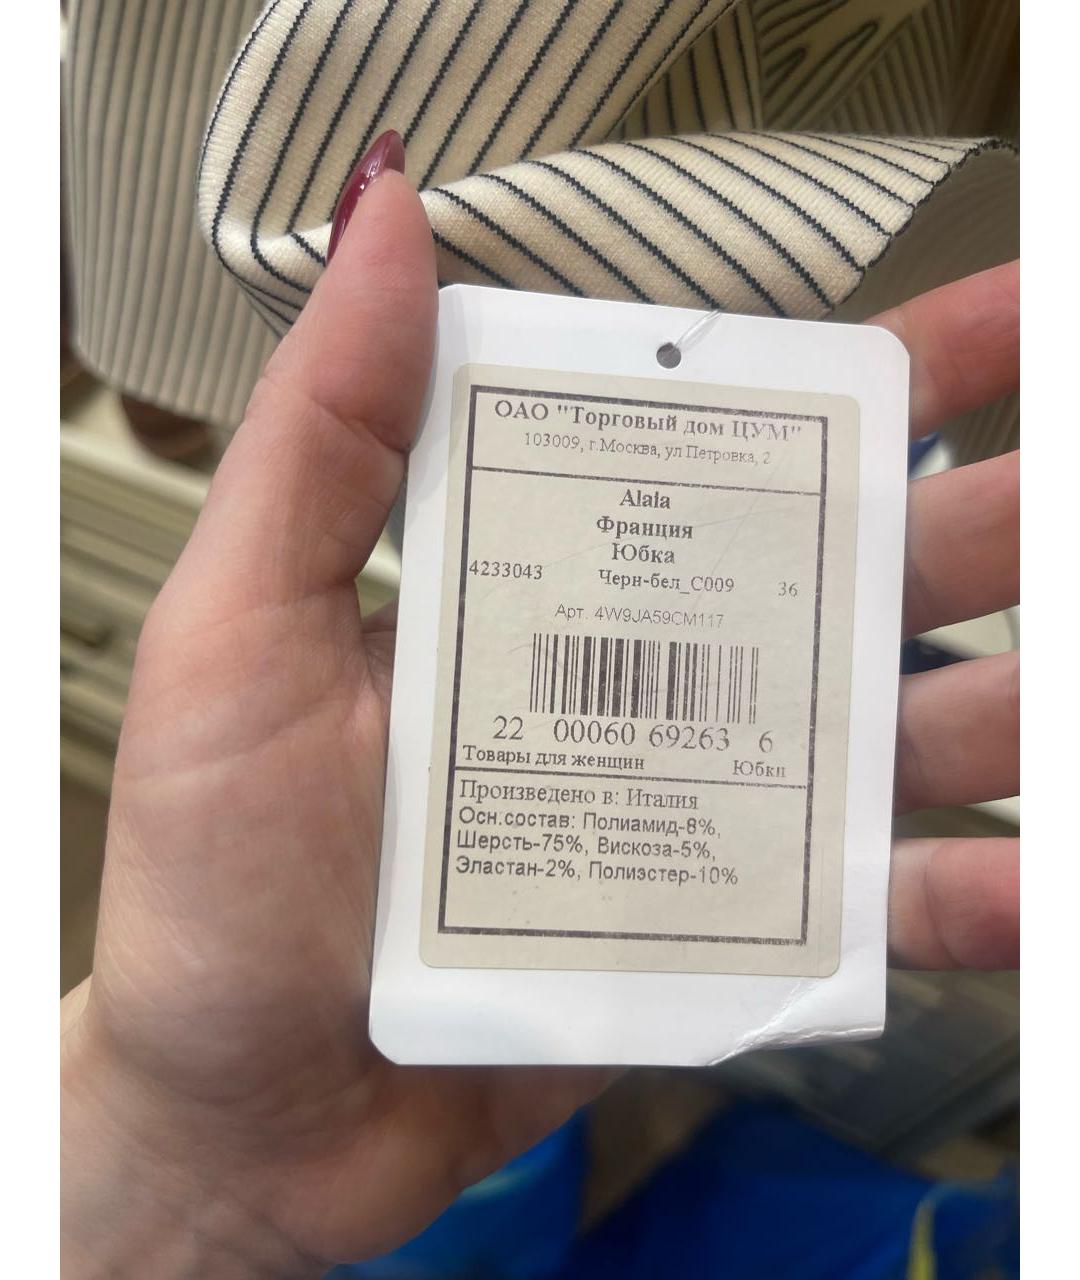 ОАО "Торговый дом ЦУМ"
103009, г.Москва, ул Петровка, 2
Alaia
Франция
Юбка
4233043 Черн-бел_C009 36
Арт. 4W9JA59CM117
22 00060 69263 6
Товары для женщин Юбки
Произведено в: Италия
Осн.состав: Полиамид-8%,
Шерсть-75%, Вискоза-5%,
Эластан-2%, Полиэстер-10%